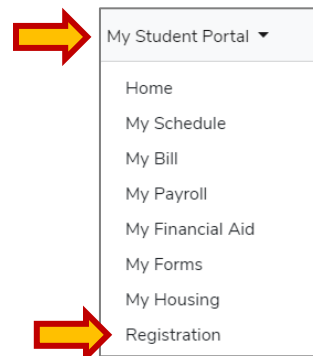 My Student Portal
Home
My Schedule
My Bill
My Payroll
My Financial Aid
My Forms
My Housing
Registration